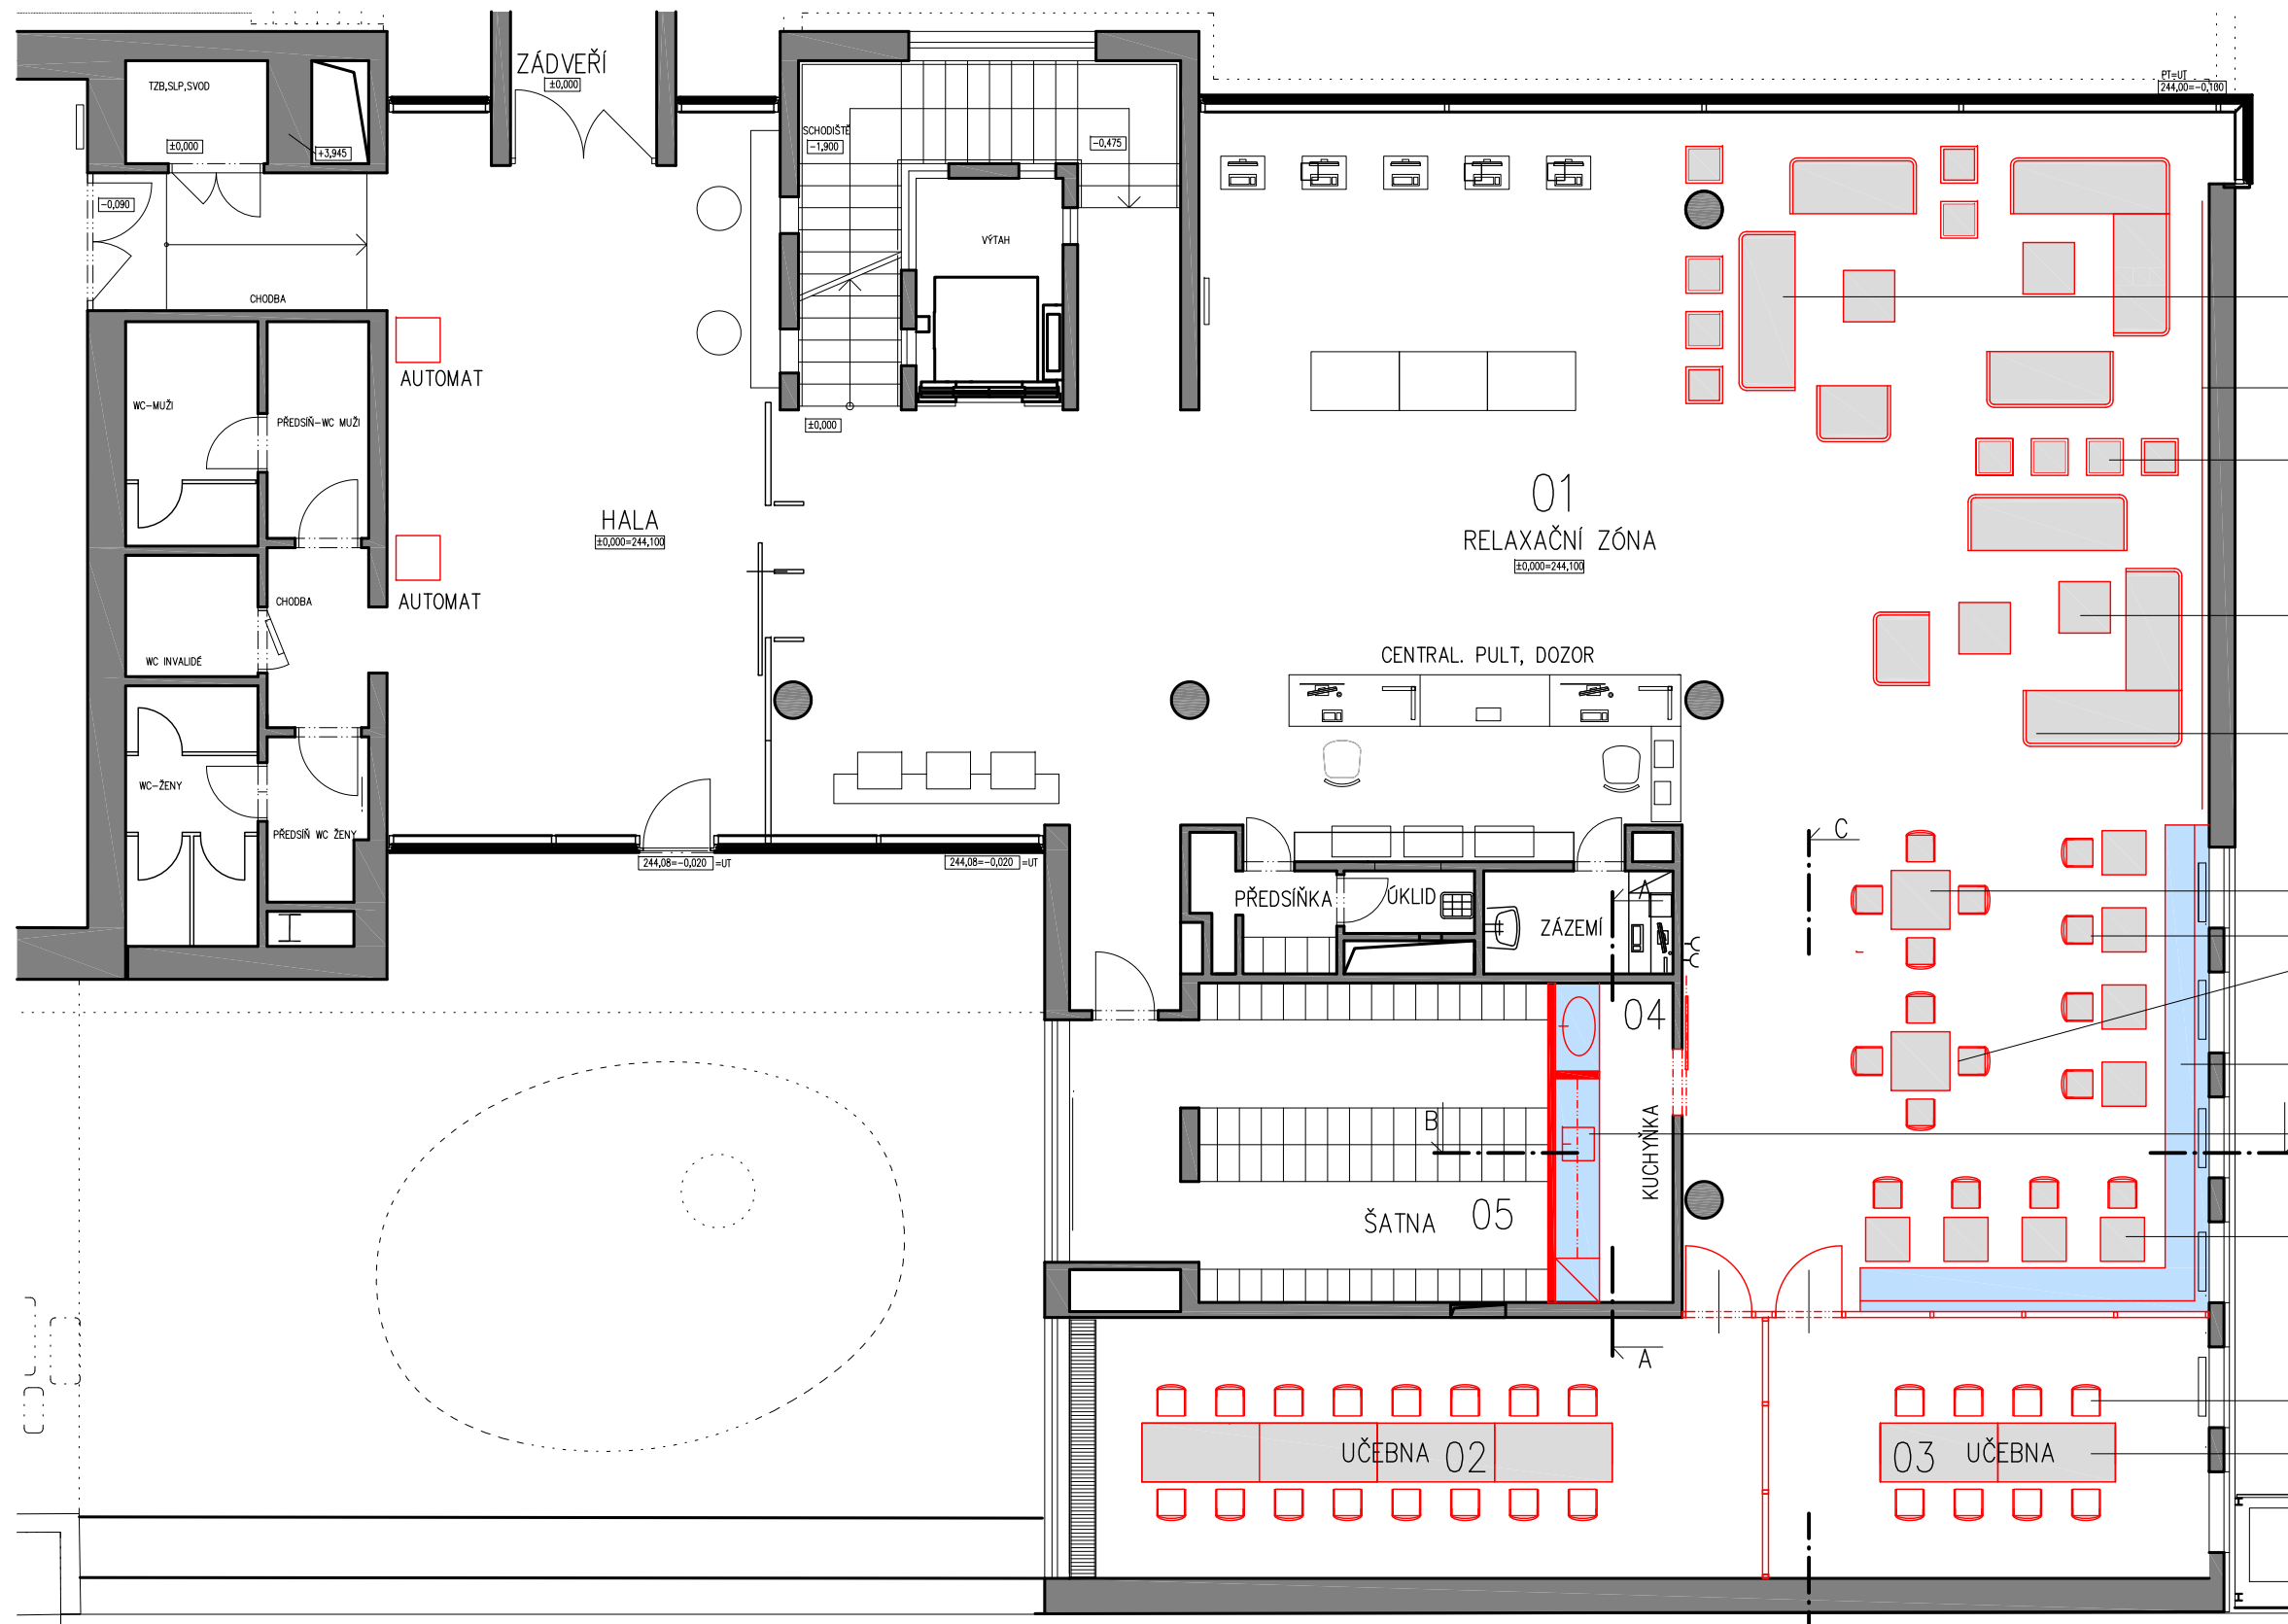 ZÁDVEŘÍ
±0,000
TZB,SLP,SVOD
±0,000
+3,945
PT=UT
244,00=-0,100
SCHODIŠTĚ
-1,900
-0,475
-0,090
VÝTAH
CHODBA
AUTOMAT
WC-MUŽI
PŘEDSÍŇ-WC MUŽI
±0,000
HALA
±0,000=244,100
01
RELAXAČNÍ ZÓNA
±0,000=244,100
CHODBA
AUTOMAT
WC INVALIDÉ
CENTRAL. PULT, DOZOR
WC-ŽENY
PŘEDSÍŇ WC ŽENY
244,08=-0,020 =UT
244,08=-0,020 =UT
C
PŘEDSÍŇKA
ÚKLID
ZÁZEMÍ
A
04
B
KUCHYŇKA
ŠATNA
05
A
UČEBNA 02
03 UČEBNA